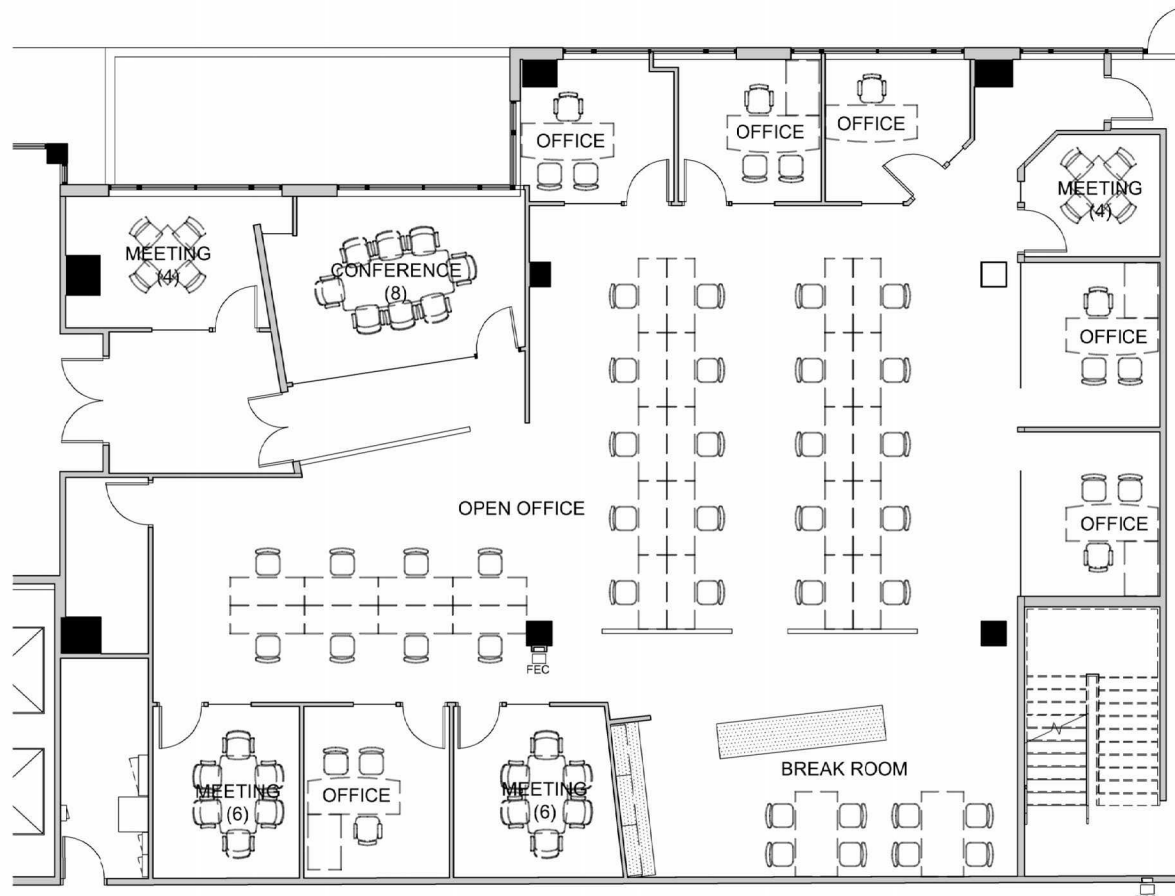 OFFICE
OFFICE
OFFICE
MEETING
(4)
MEETING
(4)
CONFERENCE
(8)
OFFICE
OPEN OFFICE
OFFICE
FEC
MEETING
(6)
OFFICE
MEETING
(6)
BREAK ROOM